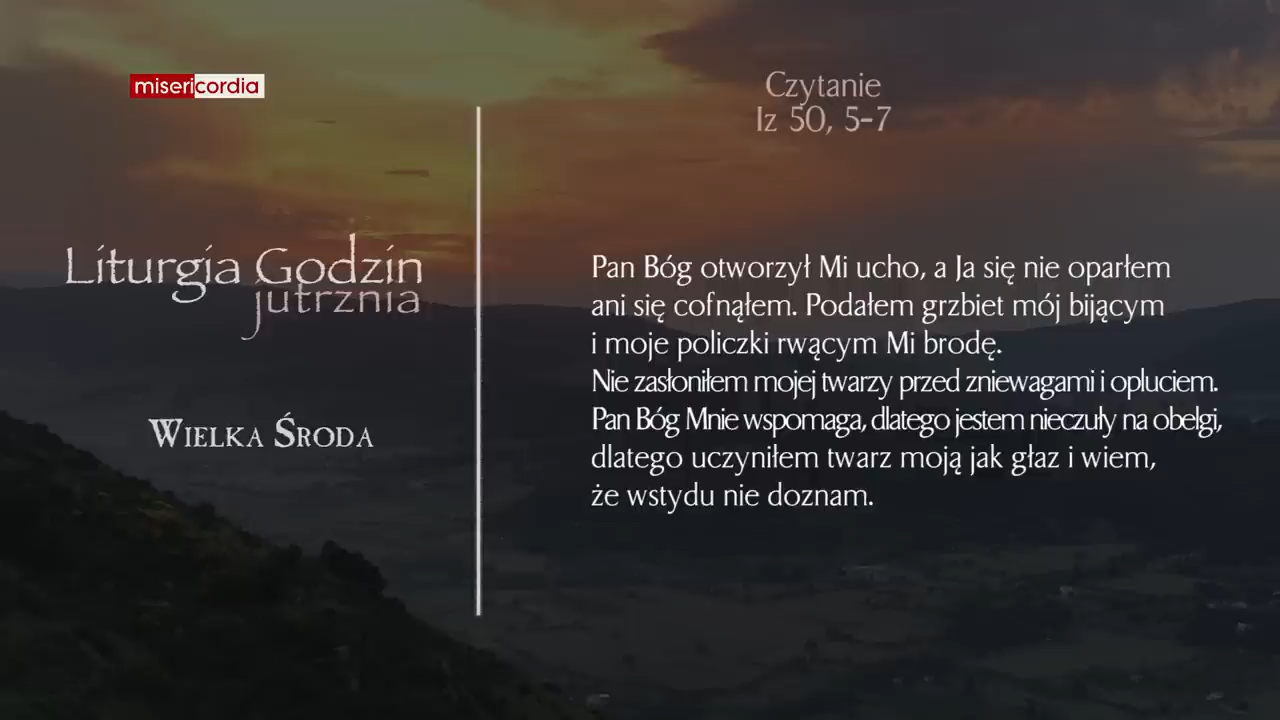 misericordia
Czytanie
Iz 50, 5-7
Liturgia Godzin
jutrznia
Wielka Środa
Pan Bóg otworzył Mi ucho, a Ja się nie oparłem
ani się cofnąłem. Podałem grzbiet mój bijącym
i moje policzki rwącym Mi brodę.
Nie zasłoniłem mojej twarzy przed zniewagami i opluciem.
Pan Bóg Mnie wspomaga, dlatego jestem nieczuły na obelgi,
dlatego uczyniłem twarz moją jak głaz i wiem,
że wstydu nie doznam.